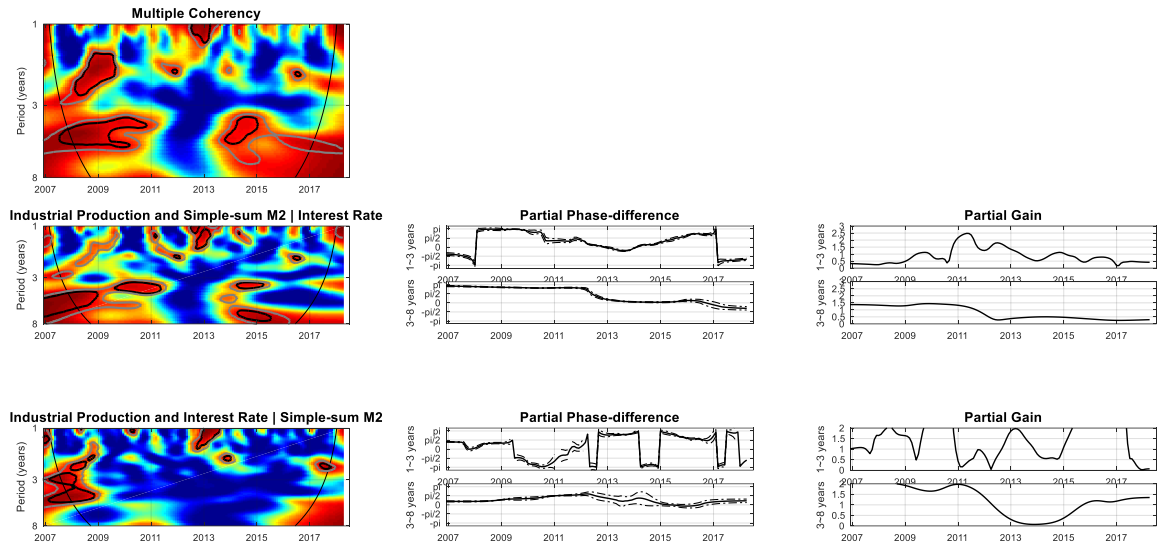 Multiple Coherency
Period (years)
1
3
8
2007 2009 2011 2013 2015 2017
Industrial Production and Simple-sum M2 | Interest Rate
Period (years)
1
3
8
2007 2009 2011 2013 2015 2017
Partial Phase-difference
1~3 years
pi
pi/2
0
-pi/2
-pi
2007 2009 2011 2013 2015 2017
3~8 years
pi
pi/2
0
-pi/2
-pi
2007 2009 2011 2013 2015 2017
Partial Gain
1~3 years
3
2.5
2
1.5
1
0.5
0
2007 2009 2011 2013 2015 2017
3~8 years
3
2.5
2
1.5
1
0.5
0
2007 2009 2011 2013 2015 2017
Industrial Production and Interest Rate | Simple-sum M2
Period (years)
1
3
8
2007 2009 2011 2013 2015 2017
Partial Phase-difference
1~3 years
pi
pi/2
0
-pi/2
-pi
2007 2009 2011 2013 2015 2017
3~8 years
pi
pi/2
0
-pi/2
-pi
2007 2009 2011 2013 2015 2017
Partial Gain
1~3 years
2
1.5
1
0.5
0
2007 2009 2011 2013 2015 2017
3~8 years
2
1.5
1
0.5
0
2007 2009 2011 2013 2015 2017